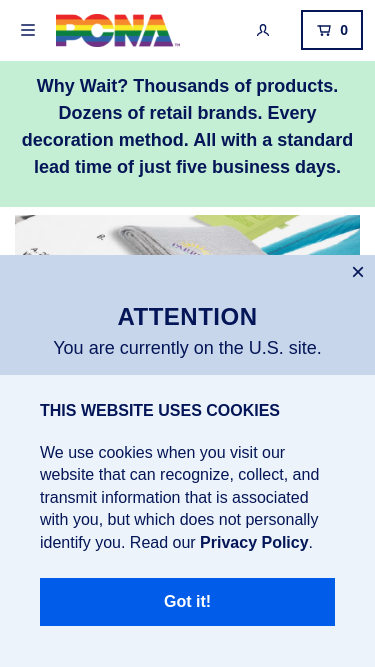 PCNA™
0
Why Wait? Thousands of products.
Dozens of retail brands. Every
decoration method. All with a standard
lead time of just five business days.
ATTENTION
You are currently on the U.S. site.
THIS WEBSITE USES COOKIES
We use cookies when you visit our
website that can recognize, collect, and
transmit information that is associated
with you, but which does not personally
identify you. Read our Privacy Policy.
Got it!